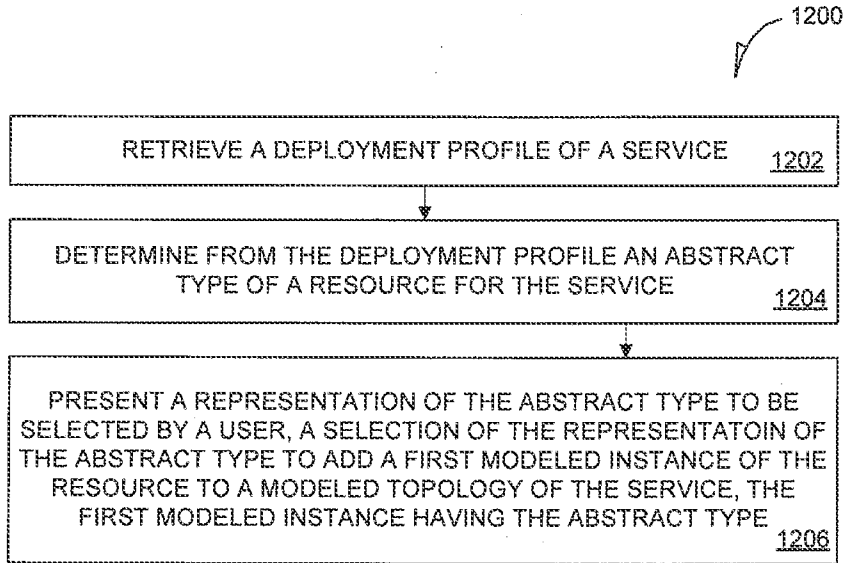 1200
RETRIEVE A DEPLOYMENT PROFILE OF A SERVICE
1202
DETERMINE FROM THE DEPLOYMENT PROFILE AN ABSTRACT
TYPE OF A RESOURCE FOR THE SERVICE
1204
PRESENT A REPRESENTATION OF THE ABSTRACT TYPE TO BE
SELECTED BY A USER, A SELECTION OF THE REPRESENTATOIN OF
THE ABSTRACT TYPE TO ADD A FIRST MODELED INSTANCE OF THE
RESOURCE TO A MODELED TOPOLOGY OF THE SERVICE, THE
FIRST MODELED INSTANCE HAVING THE ABSTRACT TYPE
1206